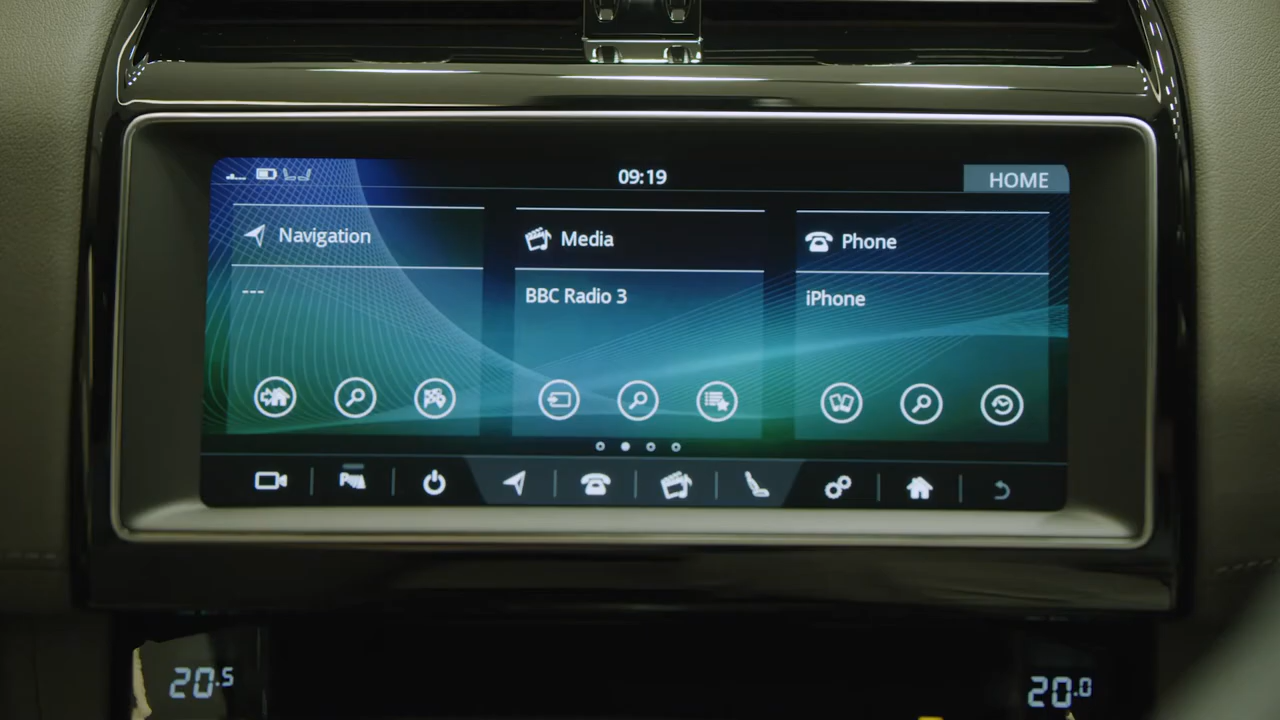 09:19
HOME
Navigation
Media
Phone
---
BBC Radio 3
iPhone
20.5
20.0